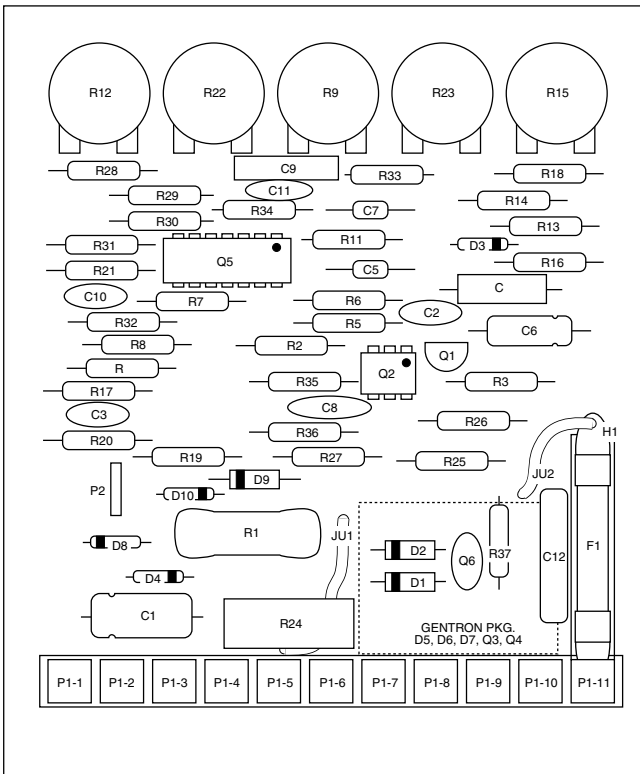 R12 R22 R9 R23 R15
R28 C9 R33 R18
R29 C11 R14
R34 C7
R30 R13
R31 R11 D3
R21 Q5 C5 R16
C10 R7 R6 C2 C
R32 R5 C6
R8 R2 Q1
R Q2
R17 R35 R3
C3 C8 R26
R20 R36 H1
R19 R27 R25
D9 JU2
P2 D10
R1 JU1
D8 D2 Q6 R37 C12 F1
D4 D1
C1 R24
GENTRON PKG.
D5, D6, D7, Q3, Q4
P1-1 P1-2 P1-3 P1-4 P1-5 P1-6 P1-7 P1-8 P1-9 P1-10 P1-11